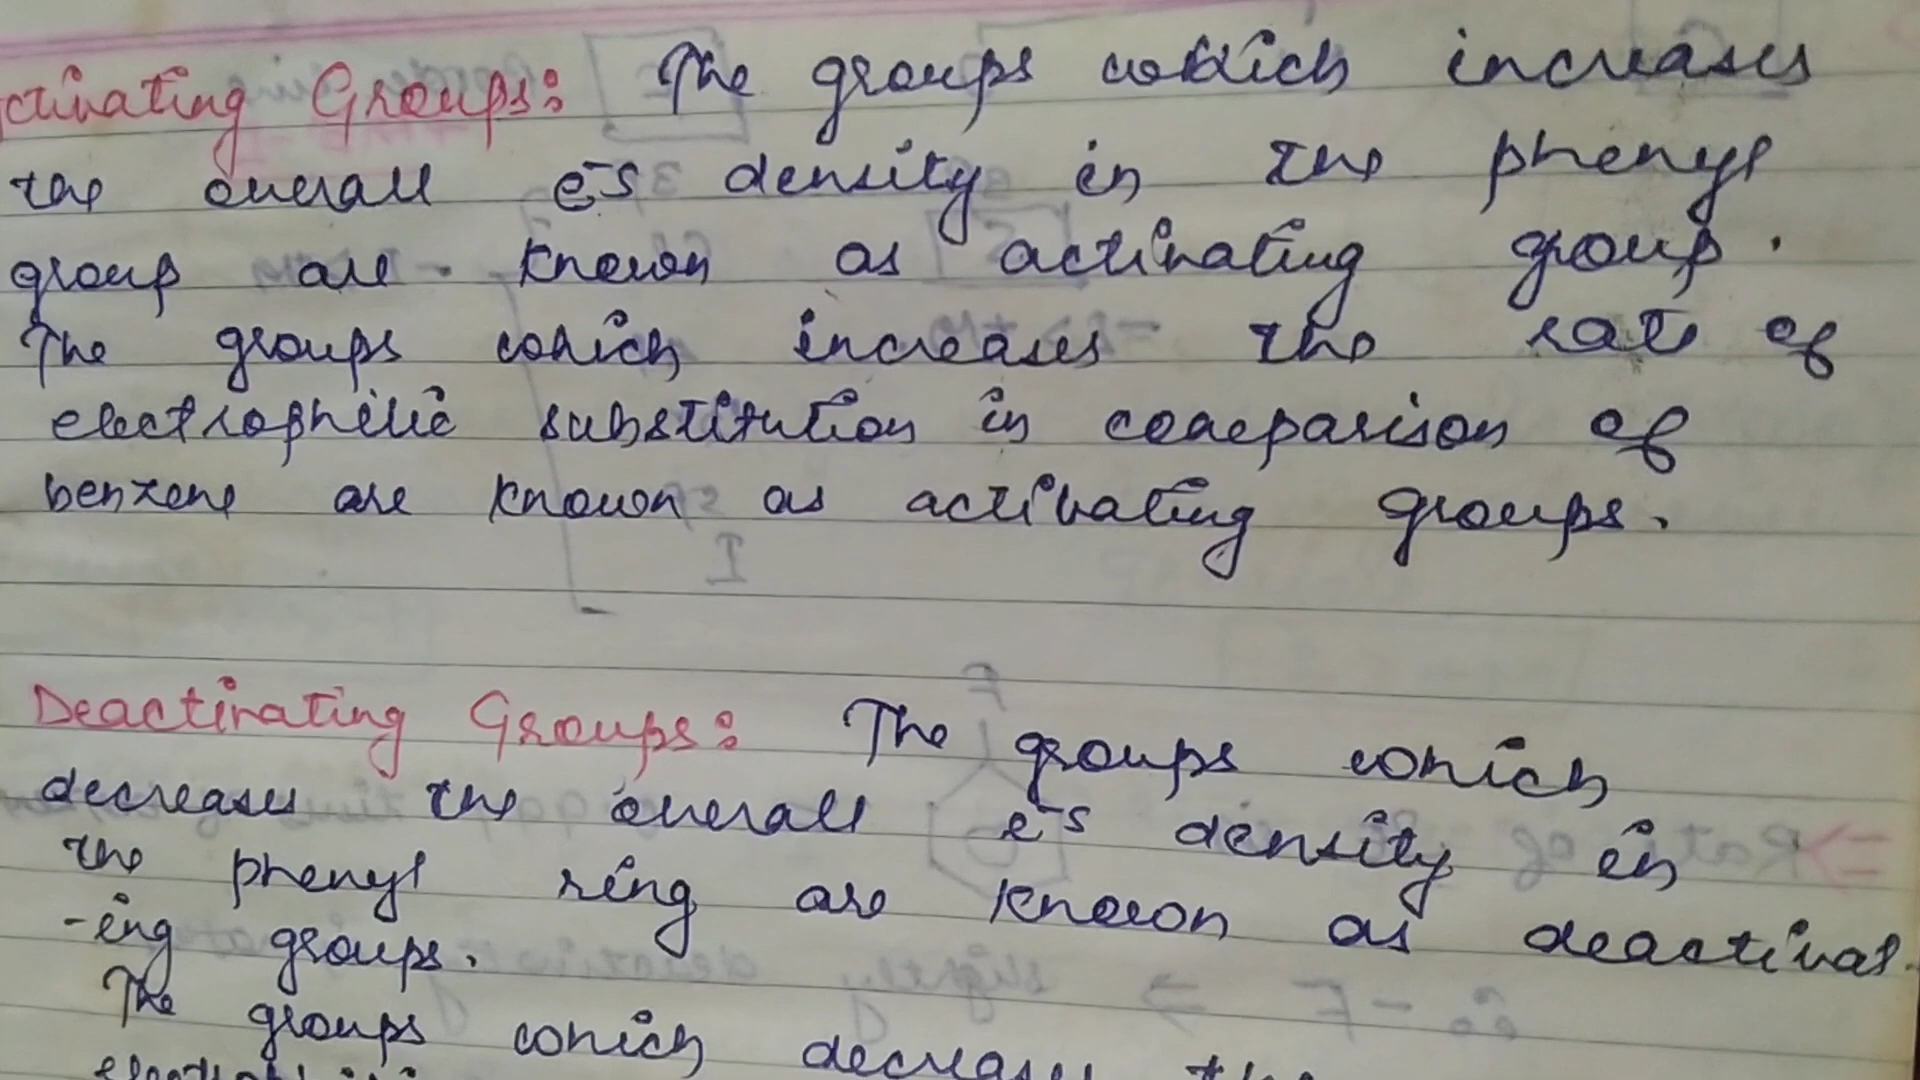 ctivating Groups: The groups which increases
the overall e⁻s density in the phenyl
group are known as activating group.
The groups which increases the rate of
electrophilic substitution in comparison of
benzene are known as activating groups.
Deactivating Groups: The groups which
decreases the overall e⁻s density in
the phenyl ring are known as deactivat
-ing groups.
The groups which decreases the